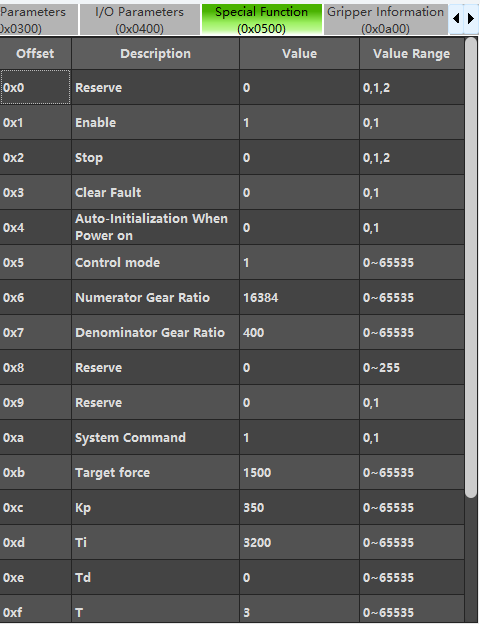 Parameters I/O Parameters Special Function Gripper Information
0x0300) (0x0400) (0x0500) (0x0a00)
Offset Description Value Value Range
0x0 Reserve 0 0,1,2
0x1 Enable 1 0,1
0x2 Stop 0 0,1,2
0x3 Clear Fault 0 0,1
0x4 Auto-Initialization When Power on 0 0,1
0x5 Control mode 1 0~65535
0x6 Numerator Gear Ratio 16384 0~65535
0x7 Denominator Gear Ratio 400 0~65535
0x8 Reserve 0 0~255
0x9 Reserve 0 0,1
0xa System Command 1 0,1
0xb Target force 1500 0~65535
0xc Kp 350 0~65535
0xd Ti 3200 0~65535
0xe Td 0 0~65535
0xf T 3 0~65535